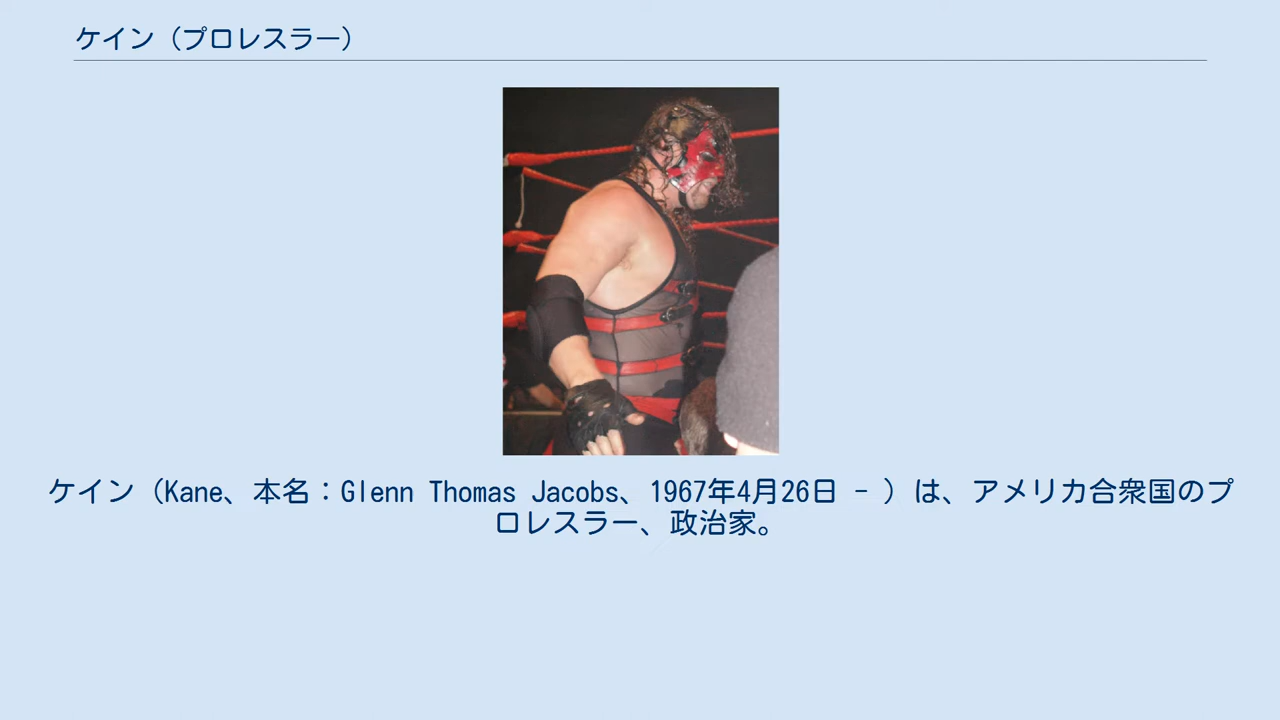 ケイン（プロレスラー）
ケイン（Kane、本名：Glenn Thomas Jacobs、1967年4月26日 - ）は、アメリカ合衆国のプ
ロレスラー、政治家。